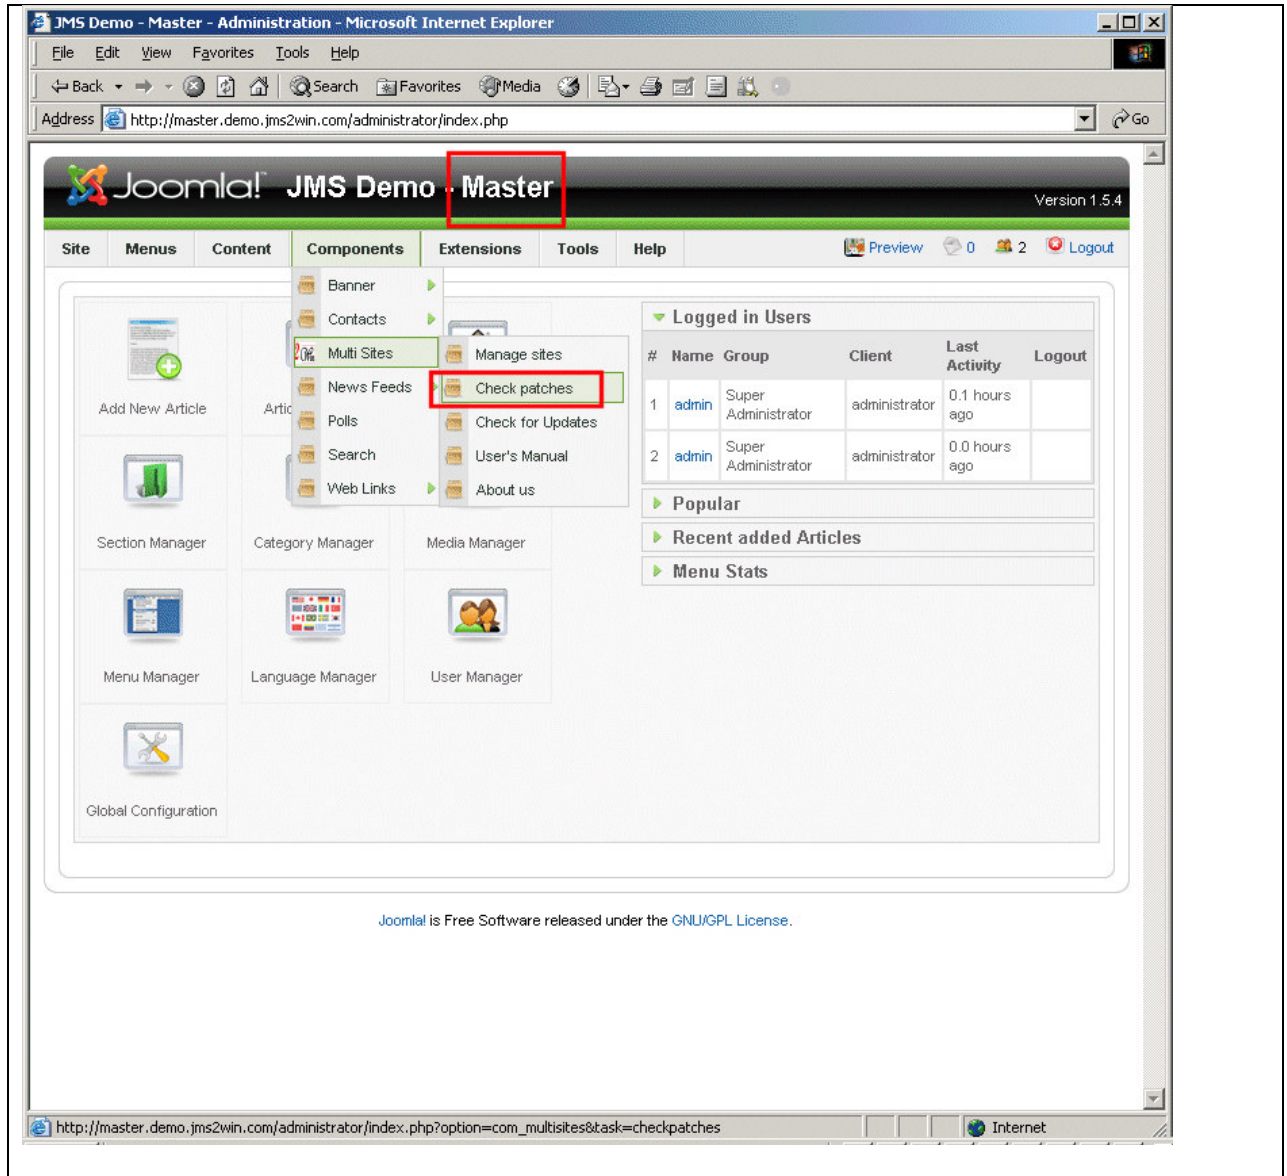 JMS Demo - Master - Administration - Microsoft Internet Explorer
File Edit View Favorites Tools Help
Back Search Favorites Media
Address http://master.demo.jms2win.com/administrator/index.php Go
Joomla! JMS Demo - Master
Version 1.5.4
Site Menus Content Components Extensions Tools Help Preview 0 2 Logout
Banner
Contacts
Multi Sites
News Feeds
Polls
Search
Web Links
Manage sites
Check patches
Check for Updates
User's Manual
About us
Add New Article
Artic
Section Manager Category Manager Media Manager
Menu Manager Language Manager User Manager
Global Configuration
Logged in Users
# Name Group Client Last Activity Logout
1 admin Super Administrator administrator 0.1 hours ago
2 admin Super Administrator administrator 0.0 hours ago
Popular
Recent added Articles
Menu Stats
Joomla! is Free Software released under the GNU/GPL License.
http://master.demo.jms2win.com/administrator/index.php?option=com_multisites&task=checkpatches Internet